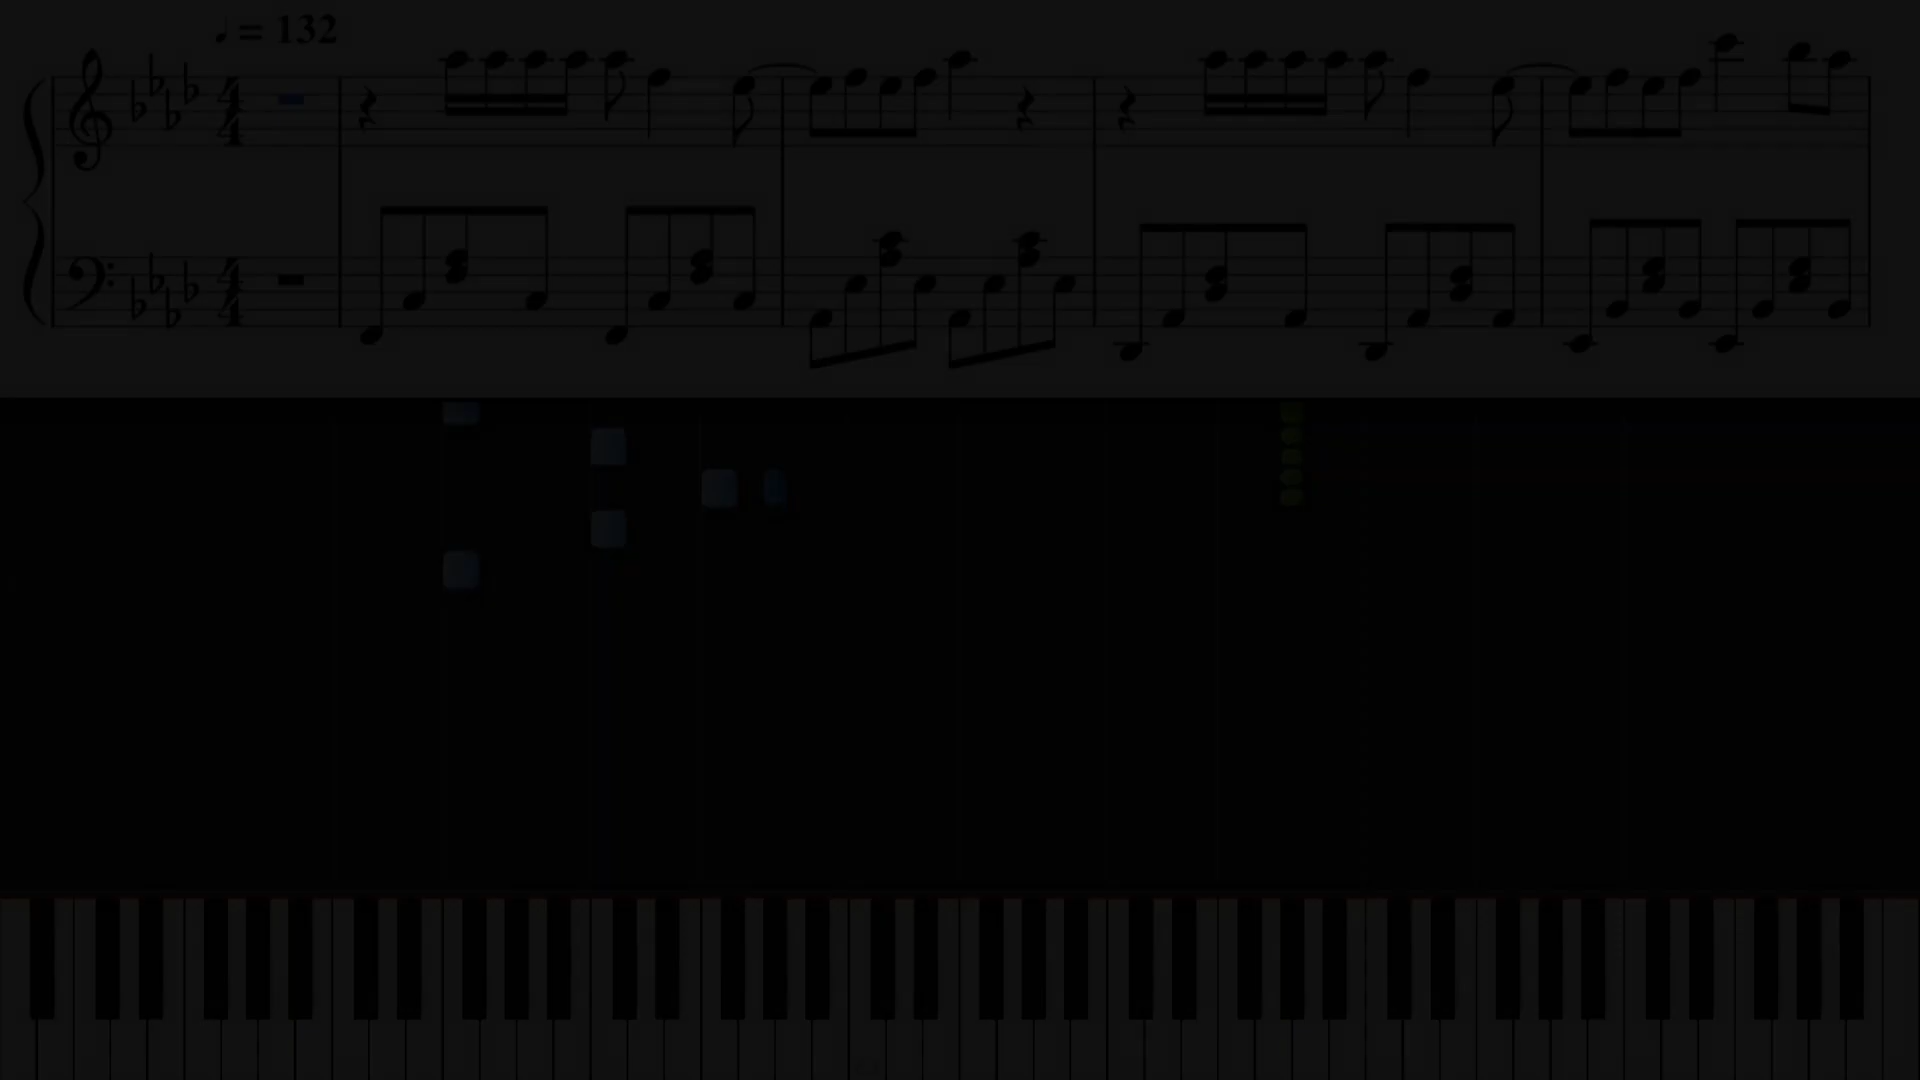 ♩ = 132